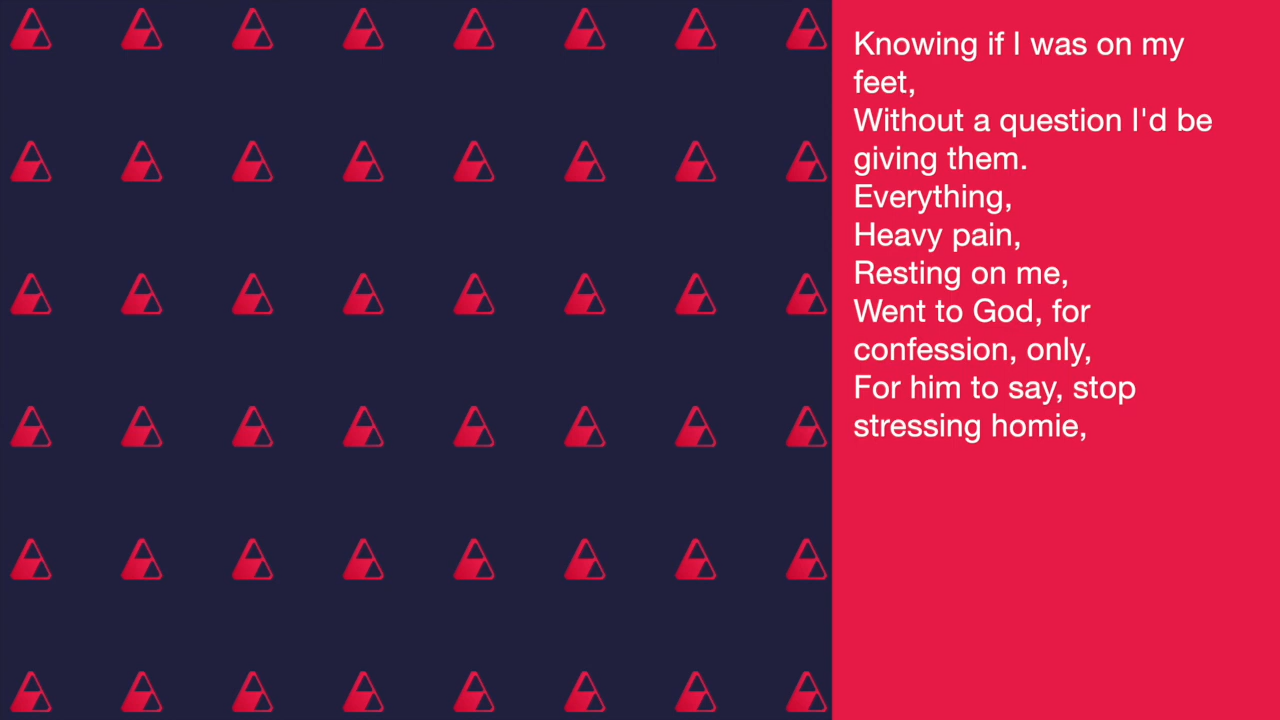 Knowing if I was on my
feet,
Without a question I'd be
giving them.
Everything,
Heavy pain,
Resting on me,
Went to God, for
confession, only,
For him to say, stop
stressing homie,